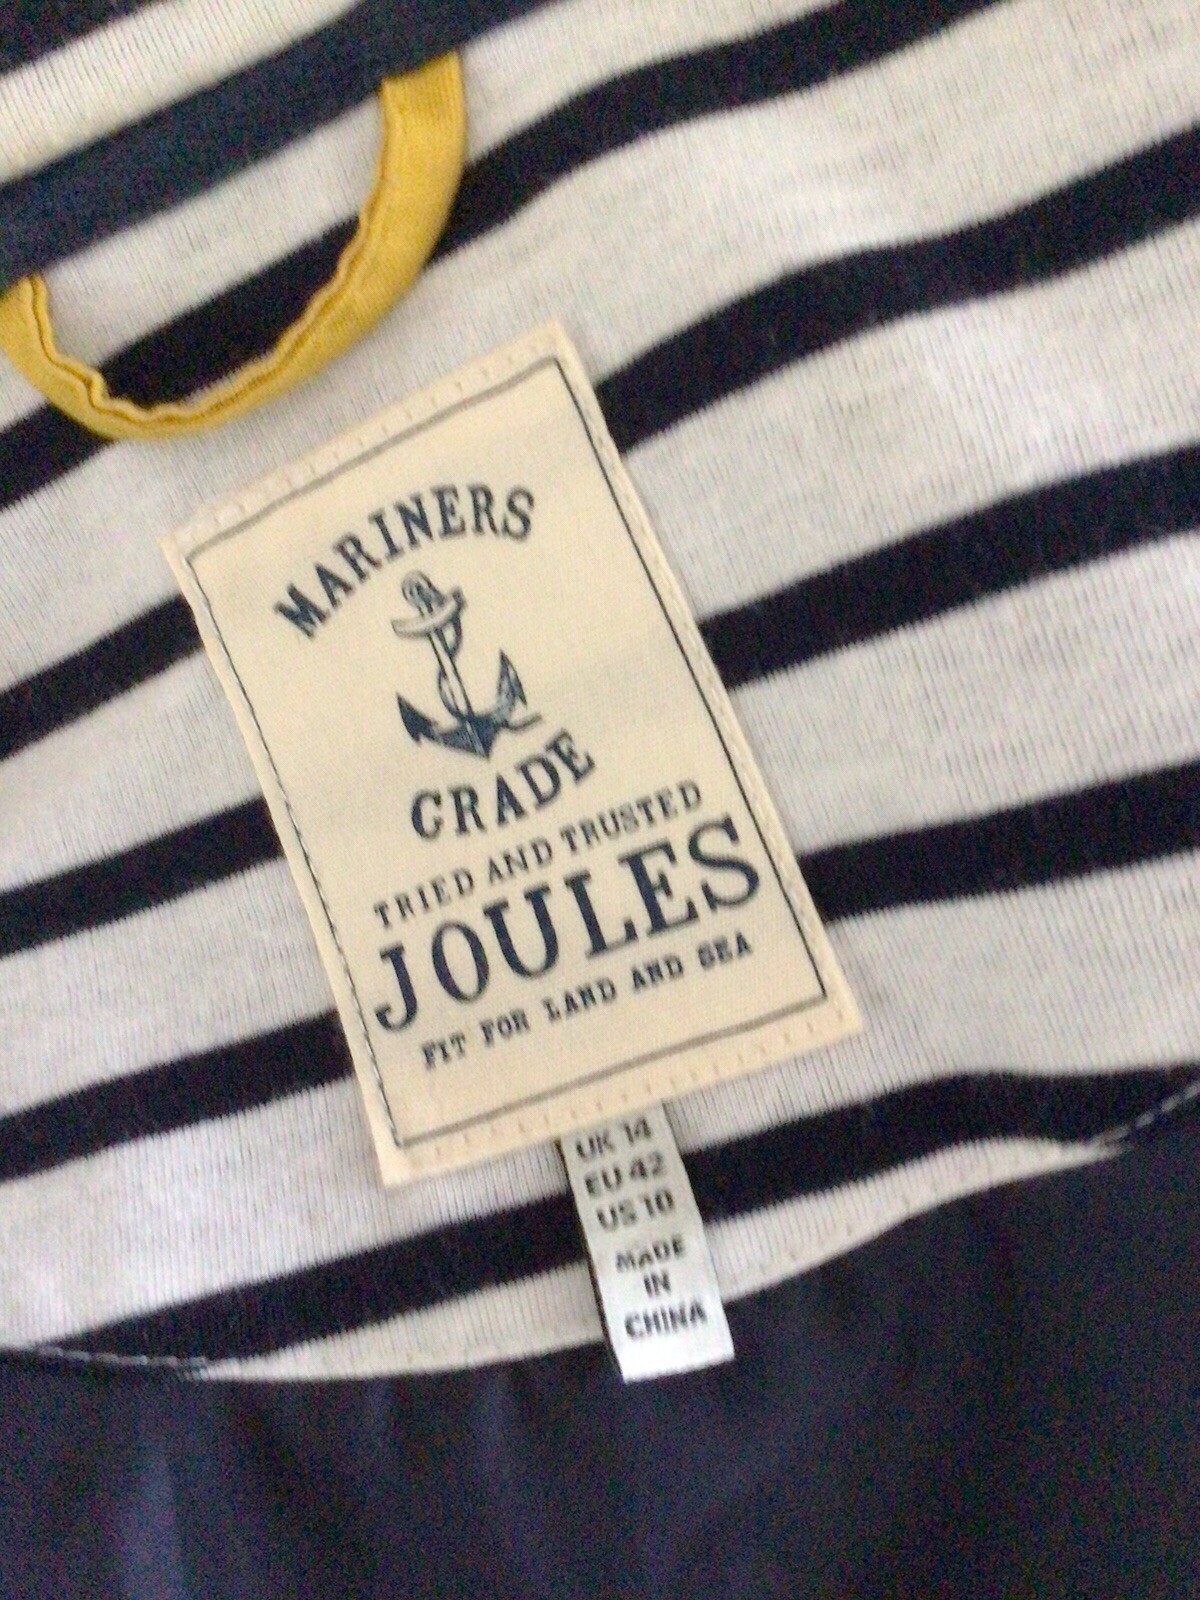 MARINERS
GRADE
TRIED AND TRUSTED
JOULES
FIT FOR LAND AND SEA
UK 14
EU 42
US 10
MADE
IN
CHINA